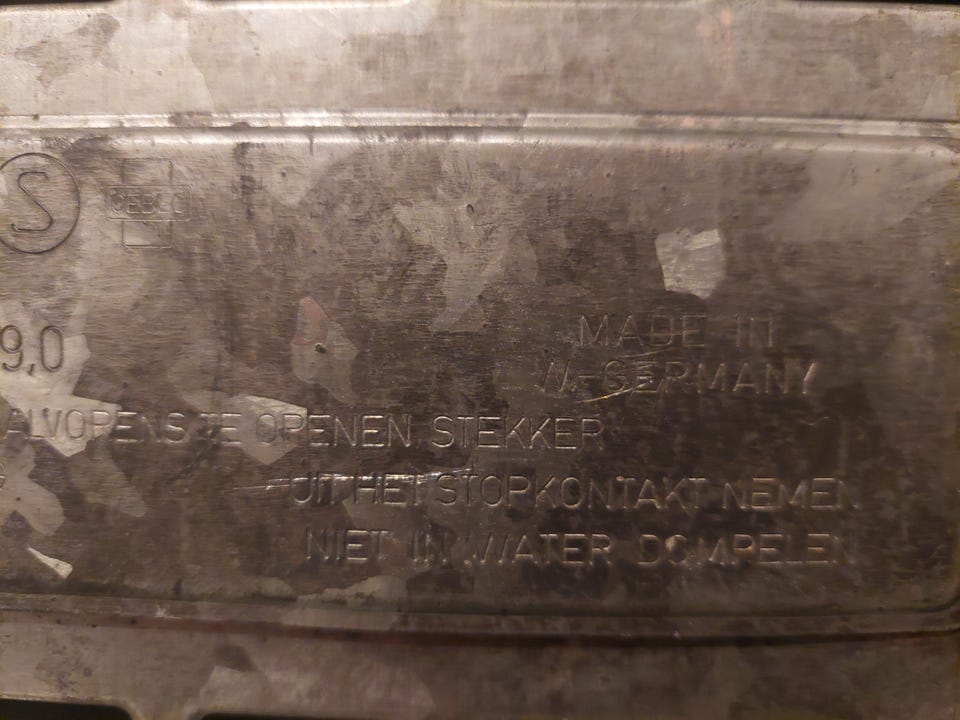 S CEBEC
9,0
MADE IN
W.-GERMANY
ALVORENS TE OPENEN STEKKER
UIT HET STOPKONTAKT NEMEN
NIET IN WATER DOMPELEN